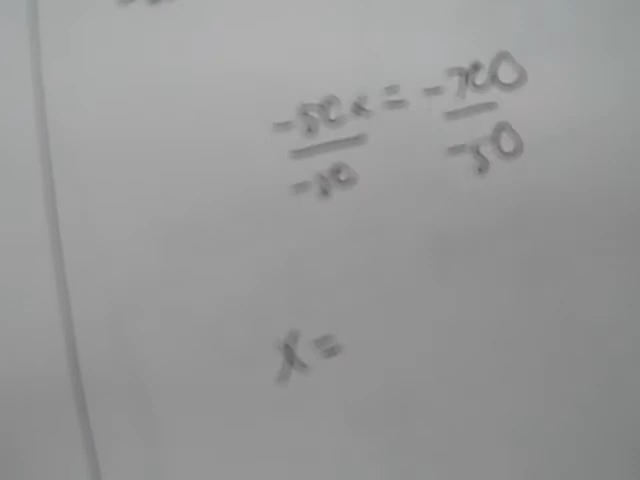 -50x = -700
-50 -50
x =